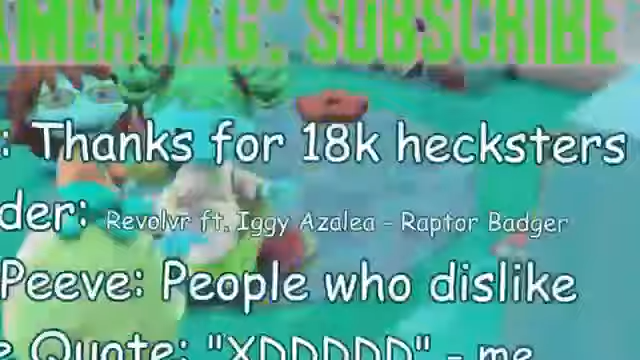 AMERTAG: SUBSCRIBE
: Thanks for 18k hecksters
der: Revolvr ft. Iggy Azalea - Raptor Badger
Peeve: People who dislike
e Quote: "XDDDDD" - me